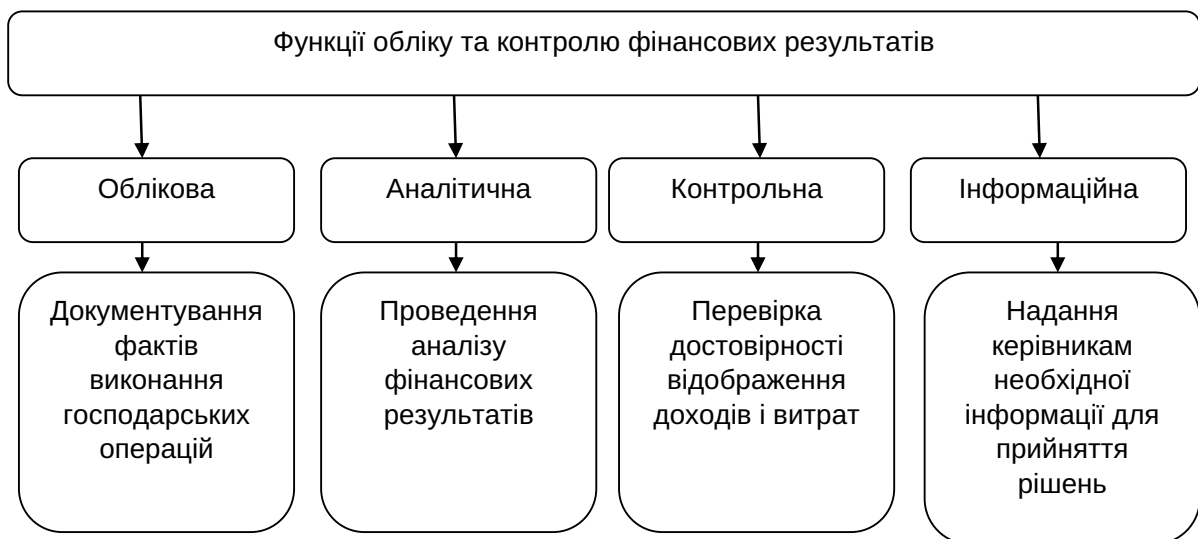 Функції обліку та контролю фінансових результатів
Облікова
Аналітична
Контрольна
Інформаційна
Документування
фактів
виконання
господарських
операцій
Проведення
аналізу
фінансових
результатів
Перевірка
достовірності
відображення
доходів і витрат
Надання
керівникам
необхідної
інформації для
прийняття
рішень